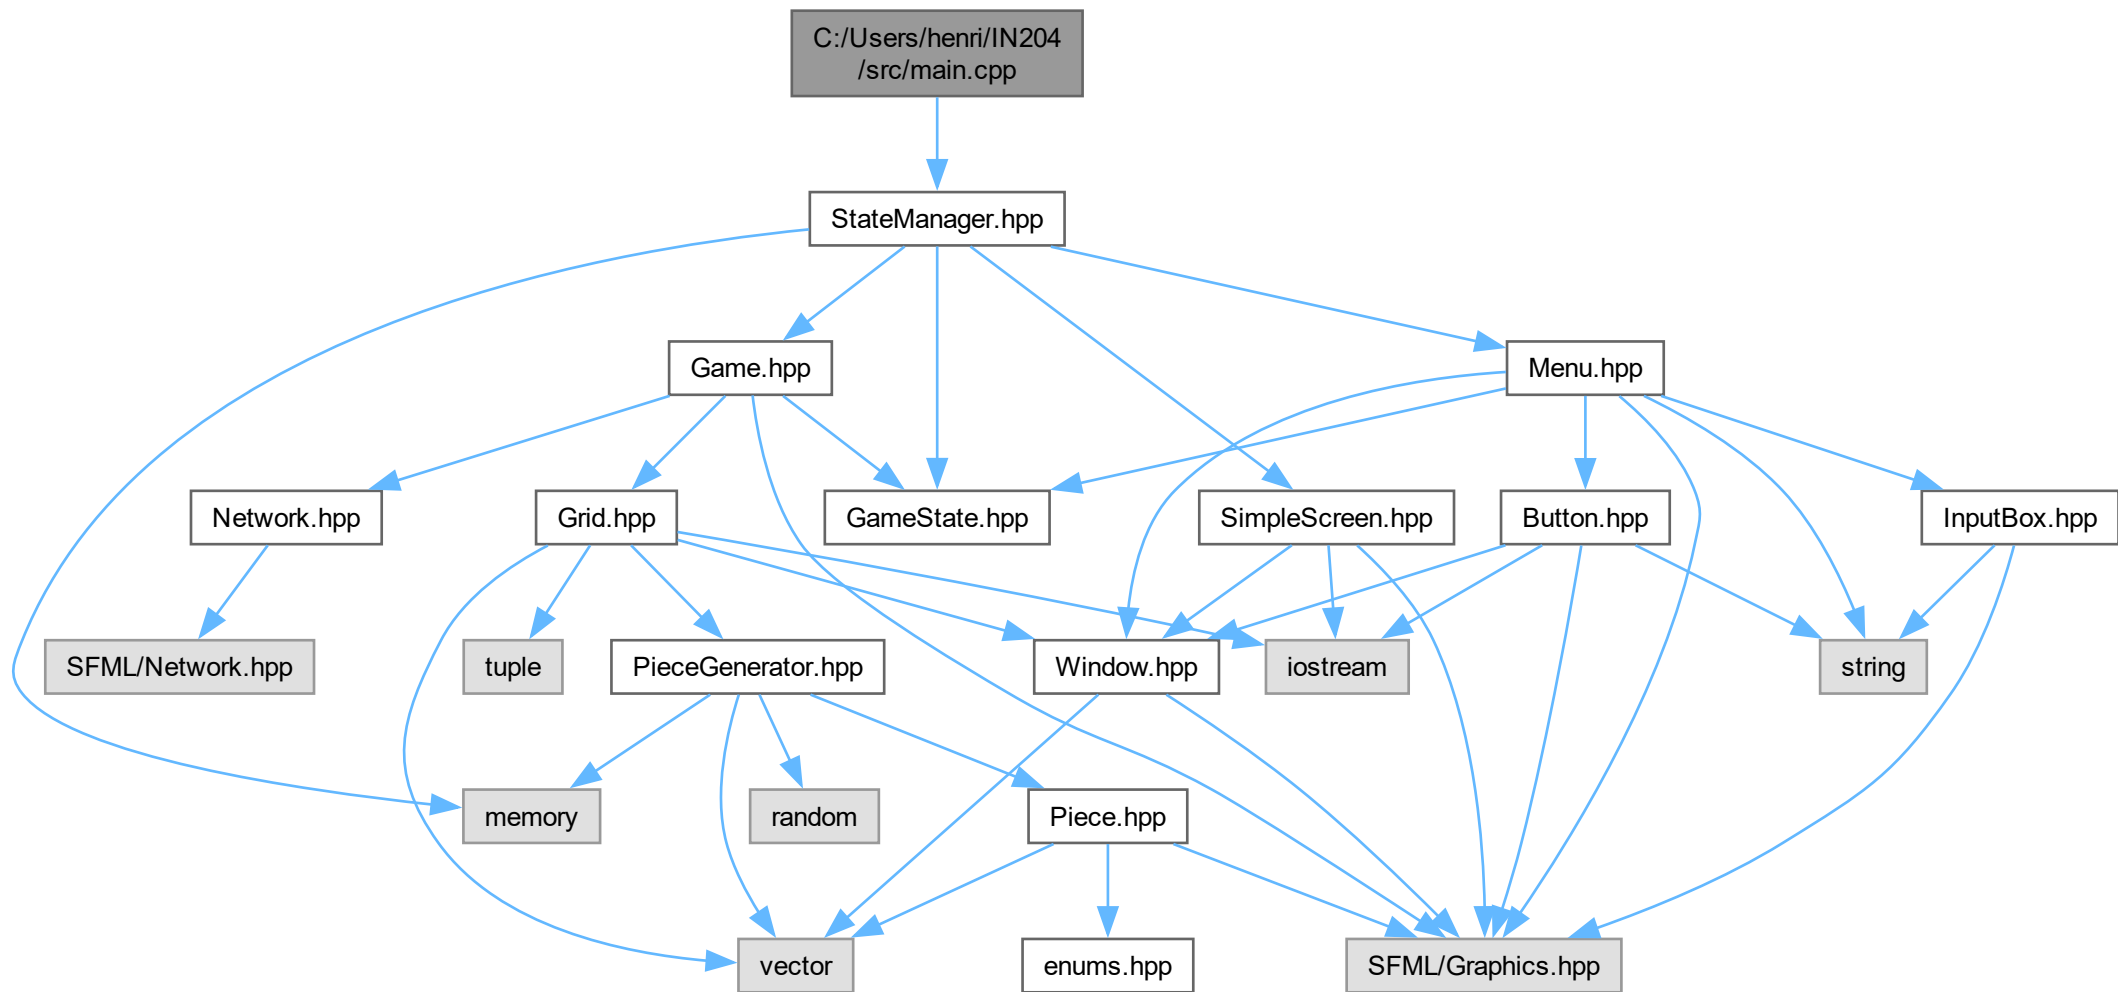 C:/Users/henri/IN204
/src/main.cpp
StateManager.hpp
Game.hpp
Menu.hpp
Network.hpp
Grid.hpp
GameState.hpp
SimpleScreen.hpp
Button.hpp
InputBox.hpp
SFML/Network.hpp
tuple
PieceGenerator.hpp
Window.hpp
iostream
string
memory
random
Piece.hpp
vector
enums.hpp
SFML/Graphics.hpp